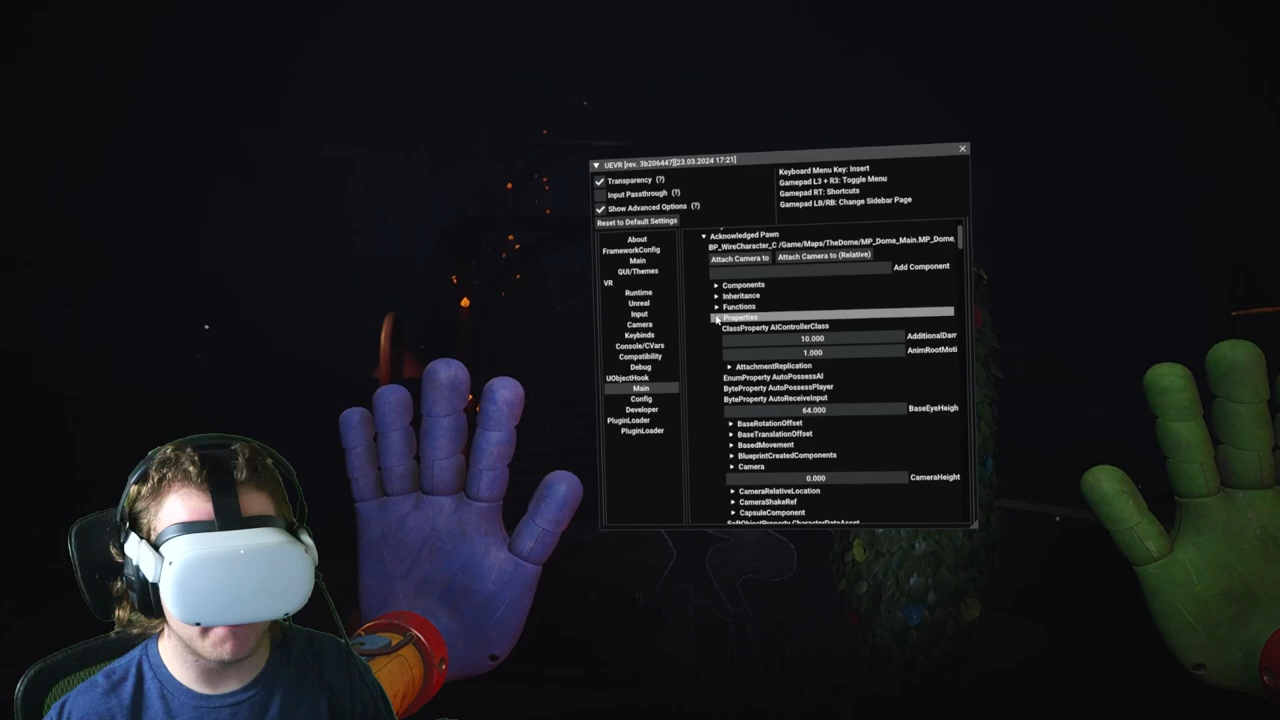 UEVR [rev. 3b206447][23.03.2024 17:21]
Transparency (?)
Input Passthrough (?)
Show Advanced Options (?)
Reset to Default Settings
Keyboard Menu Key: Insert
Gamepad L3 + R3: Toggle Menu
Gamepad RT: Shortcuts
Gamepad LB/RB: Change Sidebar Page
About
FrameworkConfig
Main
GUI/Themes
VR
Runtime
Unreal
Input
Camera
Keybinds
Console/CVars
Compatibility
Debug
UObjectHook
Main
Config
Developer
PluginLoader
PluginLoader
Acknowledged Pawn
BP_WireCharacter_C /Game/Maps/TheDome/MP_Dome_Main.MP_Dome_
Attach Camera to Attach Camera to (Relative)
Add Component
Components
Inheritance
Functions
Properties
ClassProperty AIControllerClass
10.000 AdditionalDam
1.000 AnimRootMoti
AttachmentReplication
EnumProperty AutoPossessAI
ByteProperty AutoPossessPlayer
ByteProperty AutoReceiveInput
64.000 BaseEyeHeigh
BaseRotationOffset
BaseTranslationOffset
BasedMovement
BlueprintCreatedComponents
Camera
0.000 CameraHeight
CameraRelativeLocation
CameraShakeRef
CapsuleComponent
SoftObjectProperty CharacterDataAsset